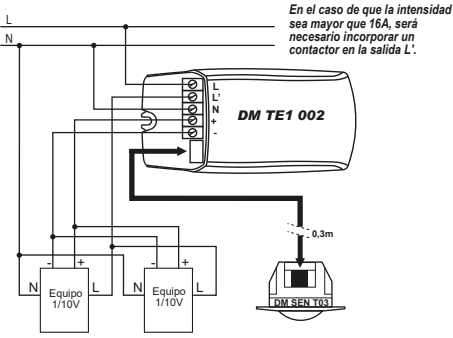 En el caso de que la intensidad
sea mayor que 16A, será
necesario incorporar un
contactor en la salida L'.
L
N
L
L'
N
+
-
DM TE1 002
0,3m
- +
- +
N Equipo L
1/10V
N Equipo L
1/10V
DM SEN T03